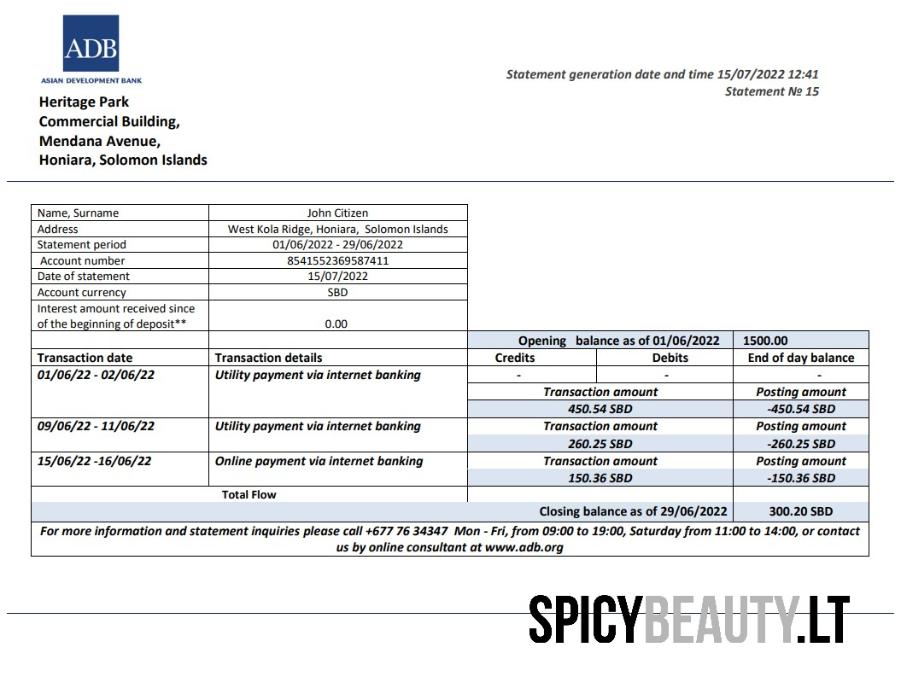 ADB
ASIAN DEVELOPMENT BANK
Heritage Park
Commercial Building,
Mendana Avenue,
Honiara, Solomon Islands
Statement generation date and time 15/07/2022 12:41
Statement № 15
Name, Surname John Citizen
Address West Kola Ridge, Honiara, Solomon Islands
Statement period 01/06/2022 - 29/06/2022
Account number 8541552369587411
Date of statement 15/07/2022
Account currency SBD
Interest amount received since
of the beginning of deposit** 0.00
Opening balance as of 01/06/2022 1500.00
Transaction date Transaction details Credits Debits End of day balance
01/06/22 - 02/06/22 Utility payment via internet banking - - -
Transaction amount Posting amount
450.54 SBD -450.54 SBD
09/06/22 - 11/06/22 Utility payment via internet banking Transaction amount Posting amount
260.25 SBD -260.25 SBD
15/06/22 -16/06/22 Online payment via internet banking Transaction amount Posting amount
150.36 SBD -150.36 SBD
Total Flow
Closing balance as of 29/06/2022 300.20 SBD
For more information and statement inquiries please call +677 76 34347 Mon - Fri, from 09:00 to 19:00, Saturday from 11:00 to 14:00, or contact
us by online consultant at www.adb.org
SPICYBEAUTY.LT